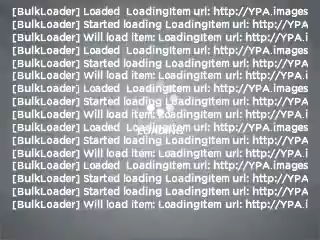 [BulkLoader] Loaded  LoadingItem url: http://YPA.images
[BulkLoader] Started loading LoadingItem url: http://YPA
[BulkLoader] Will load item: LoadingItem url: http://YPA.i
[BulkLoader] Loaded  LoadingItem url: http://YPA.images
[BulkLoader] Started loading LoadingItem url: http://YPA
[BulkLoader] Will load item: LoadingItem url: http://YPA.i
[BulkLoader] Loaded  LoadingItem url: http://YPA.images
[BulkLoader] Started loading LoadingItem url: http://YPA
[BulkLoader] Will load item: LoadingItem url: http://YPA.i
[BulkLoader] Loaded  LoadingItem url: http://YPA.images
LOADING
[BulkLoader] Started loading LoadingItem url: http://YPA
[BulkLoader] Will load item: LoadingItem url: http://YPA.i
[BulkLoader] Loaded  LoadingItem url: http://YPA.images
[BulkLoader] Started loading LoadingItem url: http://YPA
[BulkLoader] Started loading LoadingItem url: http://YPA
[BulkLoader] Will load item: LoadingItem url: http://YPA.i